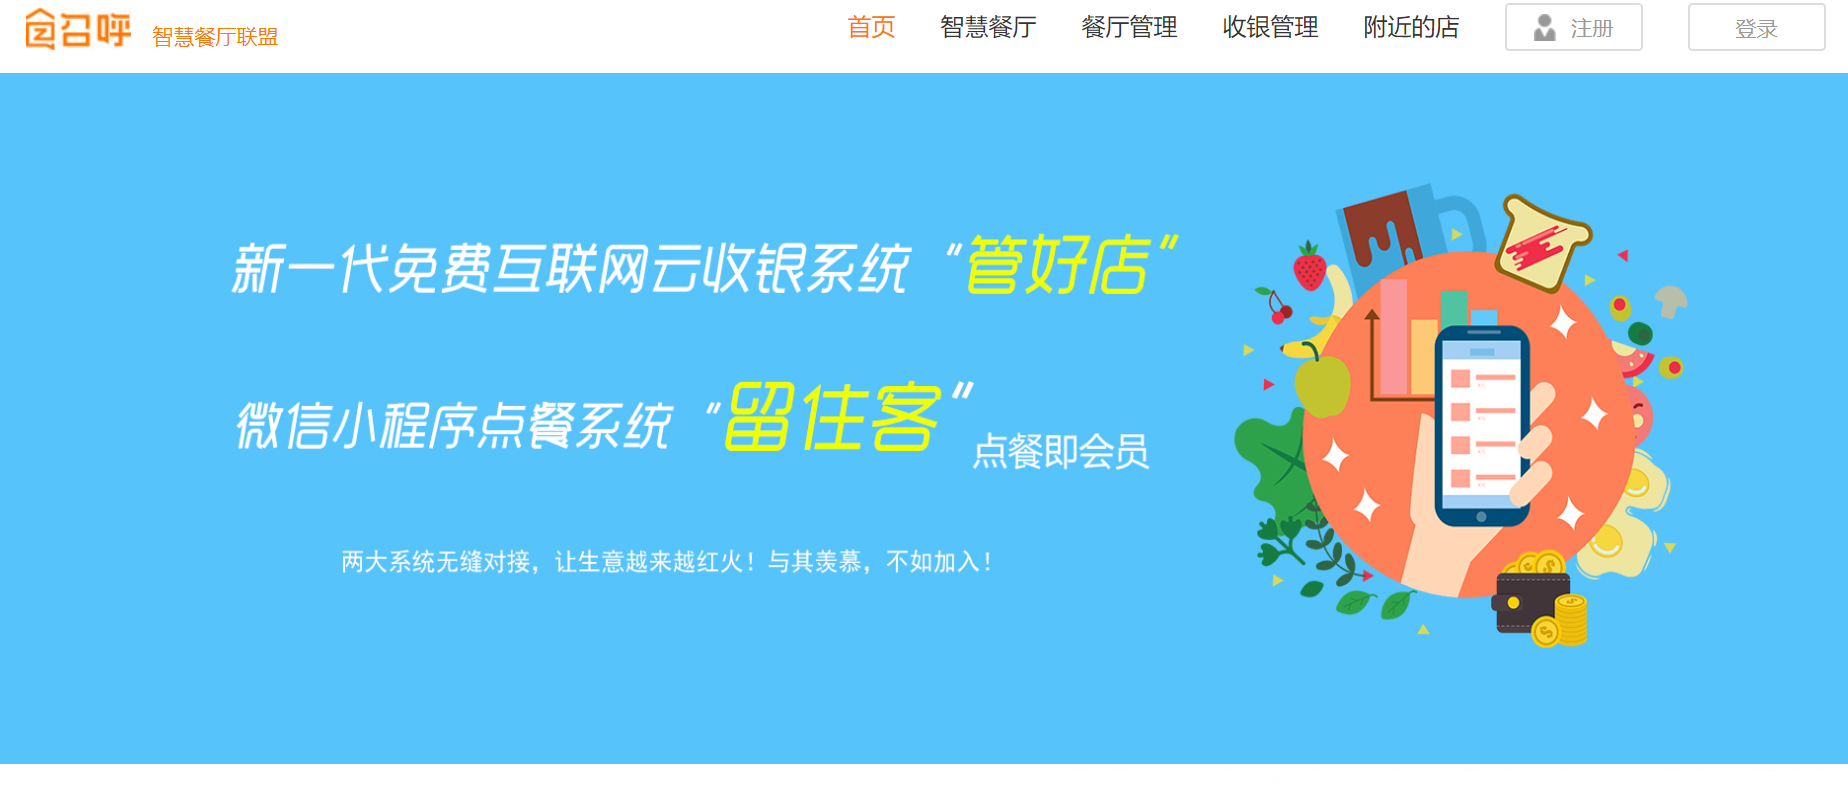 食召呼 智慧餐厅联盟
首页 智慧餐厅 餐厅管理 收银管理 附近的店 注册 登录
新一代免费互联网云收银系统“管好店”
微信小程序点餐系统“留住客”点餐即会员
两大系统无缝对接，让生意越来越红火！与其羡慕，不如加入！